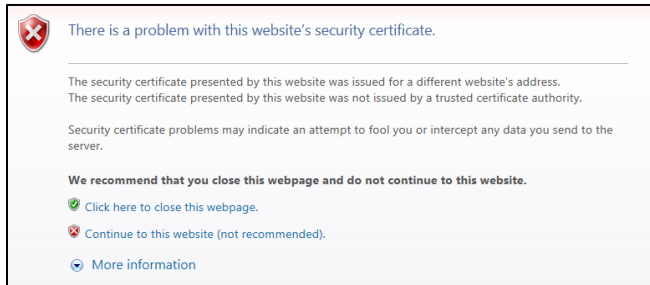 There is a problem with this website’s security certificate.
The security certificate presented by this website was issued for a different website’s address.
The security certificate presented by this website was not issued by a trusted certificate authority.
Security certificate problems may indicate an attempt to fool you or intercept any data you send to the
server.
We recommend that you close this webpage and do not continue to this website.
Click here to close this webpage.
Continue to this website (not recommended).
More information